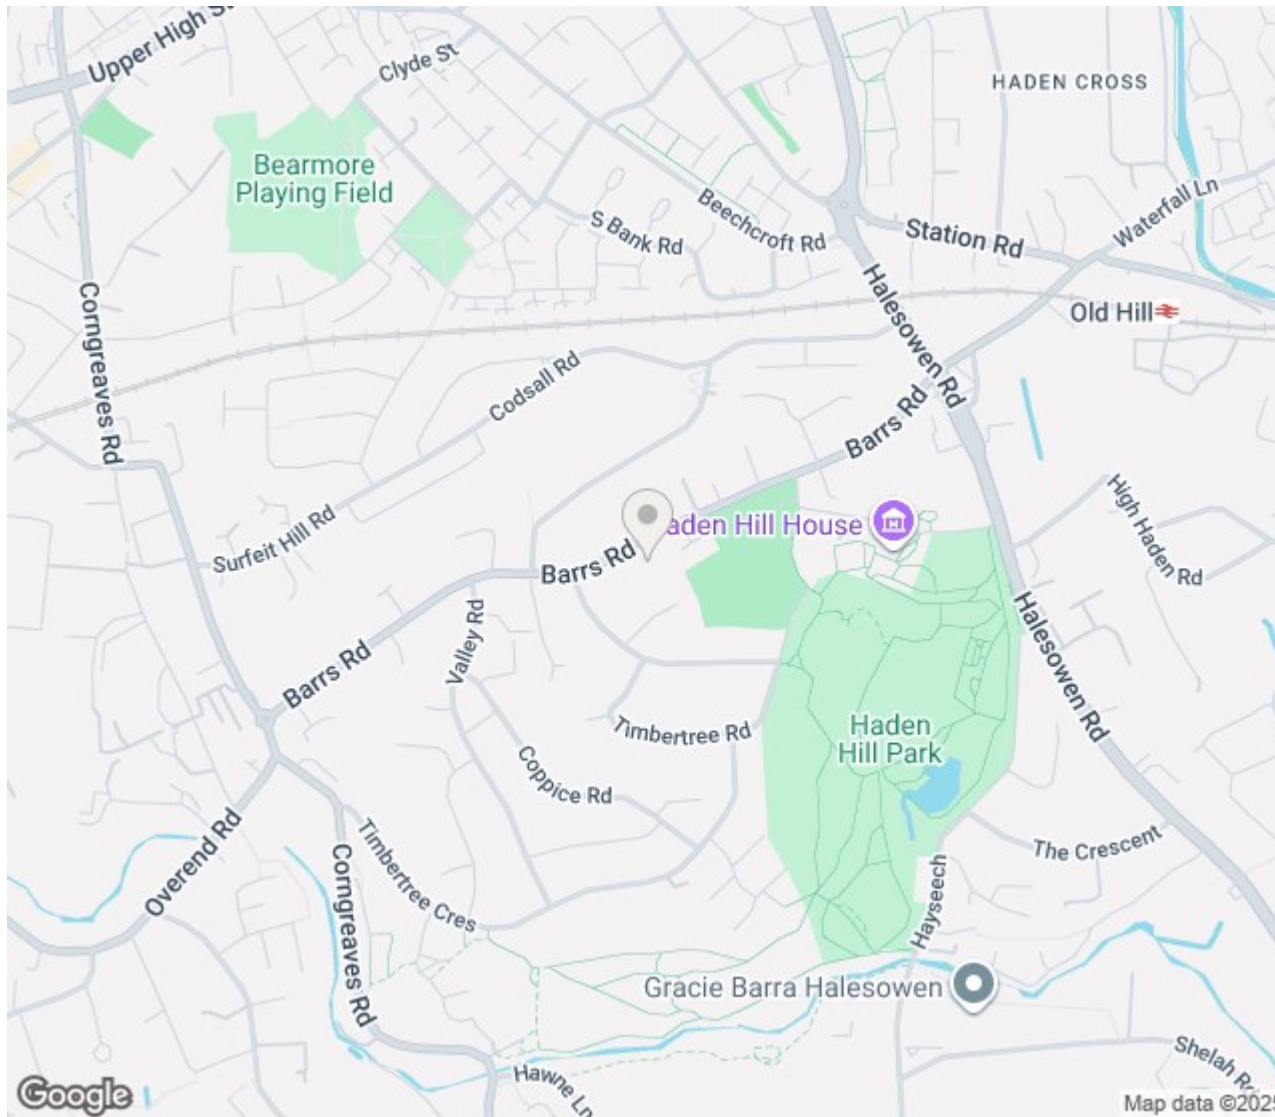 Upper High S
Clyde St
HADEN CROSS
Bearmore
Playing Field
Beechcroft Rd
S Bank Rd
Station Rd
Waterfall Ln
Corngreaves Rd
Halesowen Rd
Old Hill
Codsall Rd
Barrs Rd
High Haden Rd
Surfeit Hill Rd
aden Hill House
Barrs Rd
Valley Rd
Halesowen Rd
Barrs Rd
Timbertree Rd
Haden
Hill Park
Coppice Rd
Overend Rd
Timbertree Cres
The Crescent
Corngreaves Rd
Hayseech
Gracie Barra Halesowen
Shelah Rd
Hawne Ln
Google
Map data ©2025